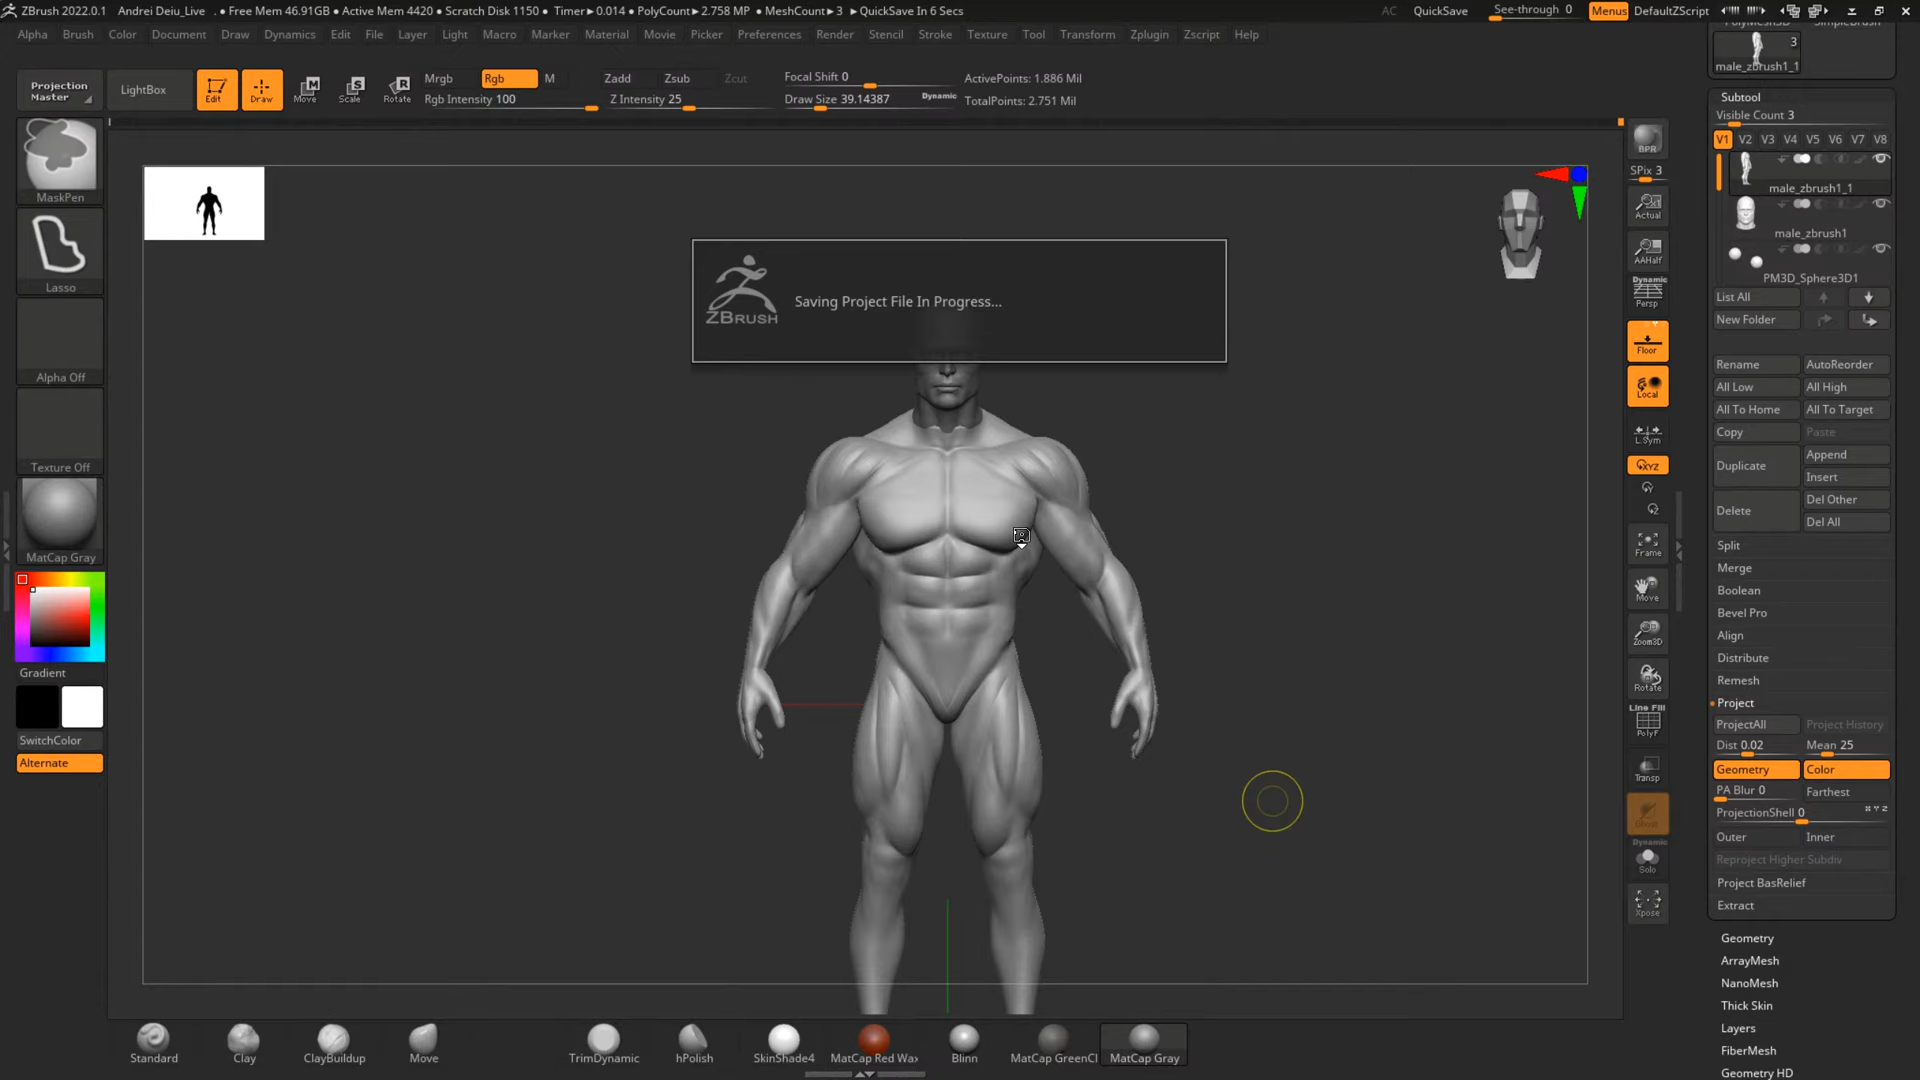 ZBrush 2022.0.1 Andrei Deiu_Live . • Free Mem 46.91GB • Active Mem 4420 • Scratch Disk 1150 • Timer▸0.014 • PolyCount▸2.758 MP • MeshCount▸3 ▸QuickSave In 6 Secs AC QuickSave See-through 0 Menus DefaultZScript
Alpha Brush Color Document Draw Dynamics Edit File Layer Light Macro Marker Material Movie Picker Preferences Render Stencil Stroke Texture Tool Transform Zplugin Zscript Help
Projection
Master
LightBox
Edit
Draw
Move
Scale
Rotate
Mrgb Rgb M
Rgb Intensity 100
Zadd Zsub Zcut
Z Intensity 25
Focal Shift 0
Draw Size 39.14387
Dynamic
ActivePoints: 1.886 Mil
TotalPoints: 2.751 Mil
MaskPen
Lasso
Alpha Off
Texture Off
MatCap Gray
Gradient
SwitchColor
Alternate
ZBRUSH
Saving Project File In Progress...
BPR
SPix 3
Actual
AAHalf
Dynamic
Persp
Floor
Local
L.Sym
XYZ
Y
Z
Frame
Move
Zoom3D
Rotate
Line Fill
PolyF
Transp
Ghost
Dynamic
Solo
Xpose
3
male_zbrush1_1
Subtool
Visible Count 3
V1 V2 V3 V4 V5 V6 V7 V8
male_zbrush1_1
male_zbrush1
PM3D_Sphere3D1
List All
New Folder
Rename AutoReorder
All Low All High
All To Home All To Target
Copy Paste
Duplicate Append
Insert
Delete Del Other
Del All
Split
Merge
Boolean
Bevel Pro
Align
Distribute
Remesh
Project
ProjectAll Project History
Dist 0.02 Mean 25
Geometry Color
PA Blur 0 Farthest
ProjectionShell 0 X Y Z
Outer Inner
Reproject Higher Subdiv
Project BasRelief
Extract
Geometry
ArrayMesh
NanoMesh
Thick Skin
Layers
FiberMesh
Geometry HD
Standard Clay ClayBuildup Move TrimDynamic hPolish SkinShade4 MatCap Red Wax Blinn MatCap GreenCl MatCap Gray